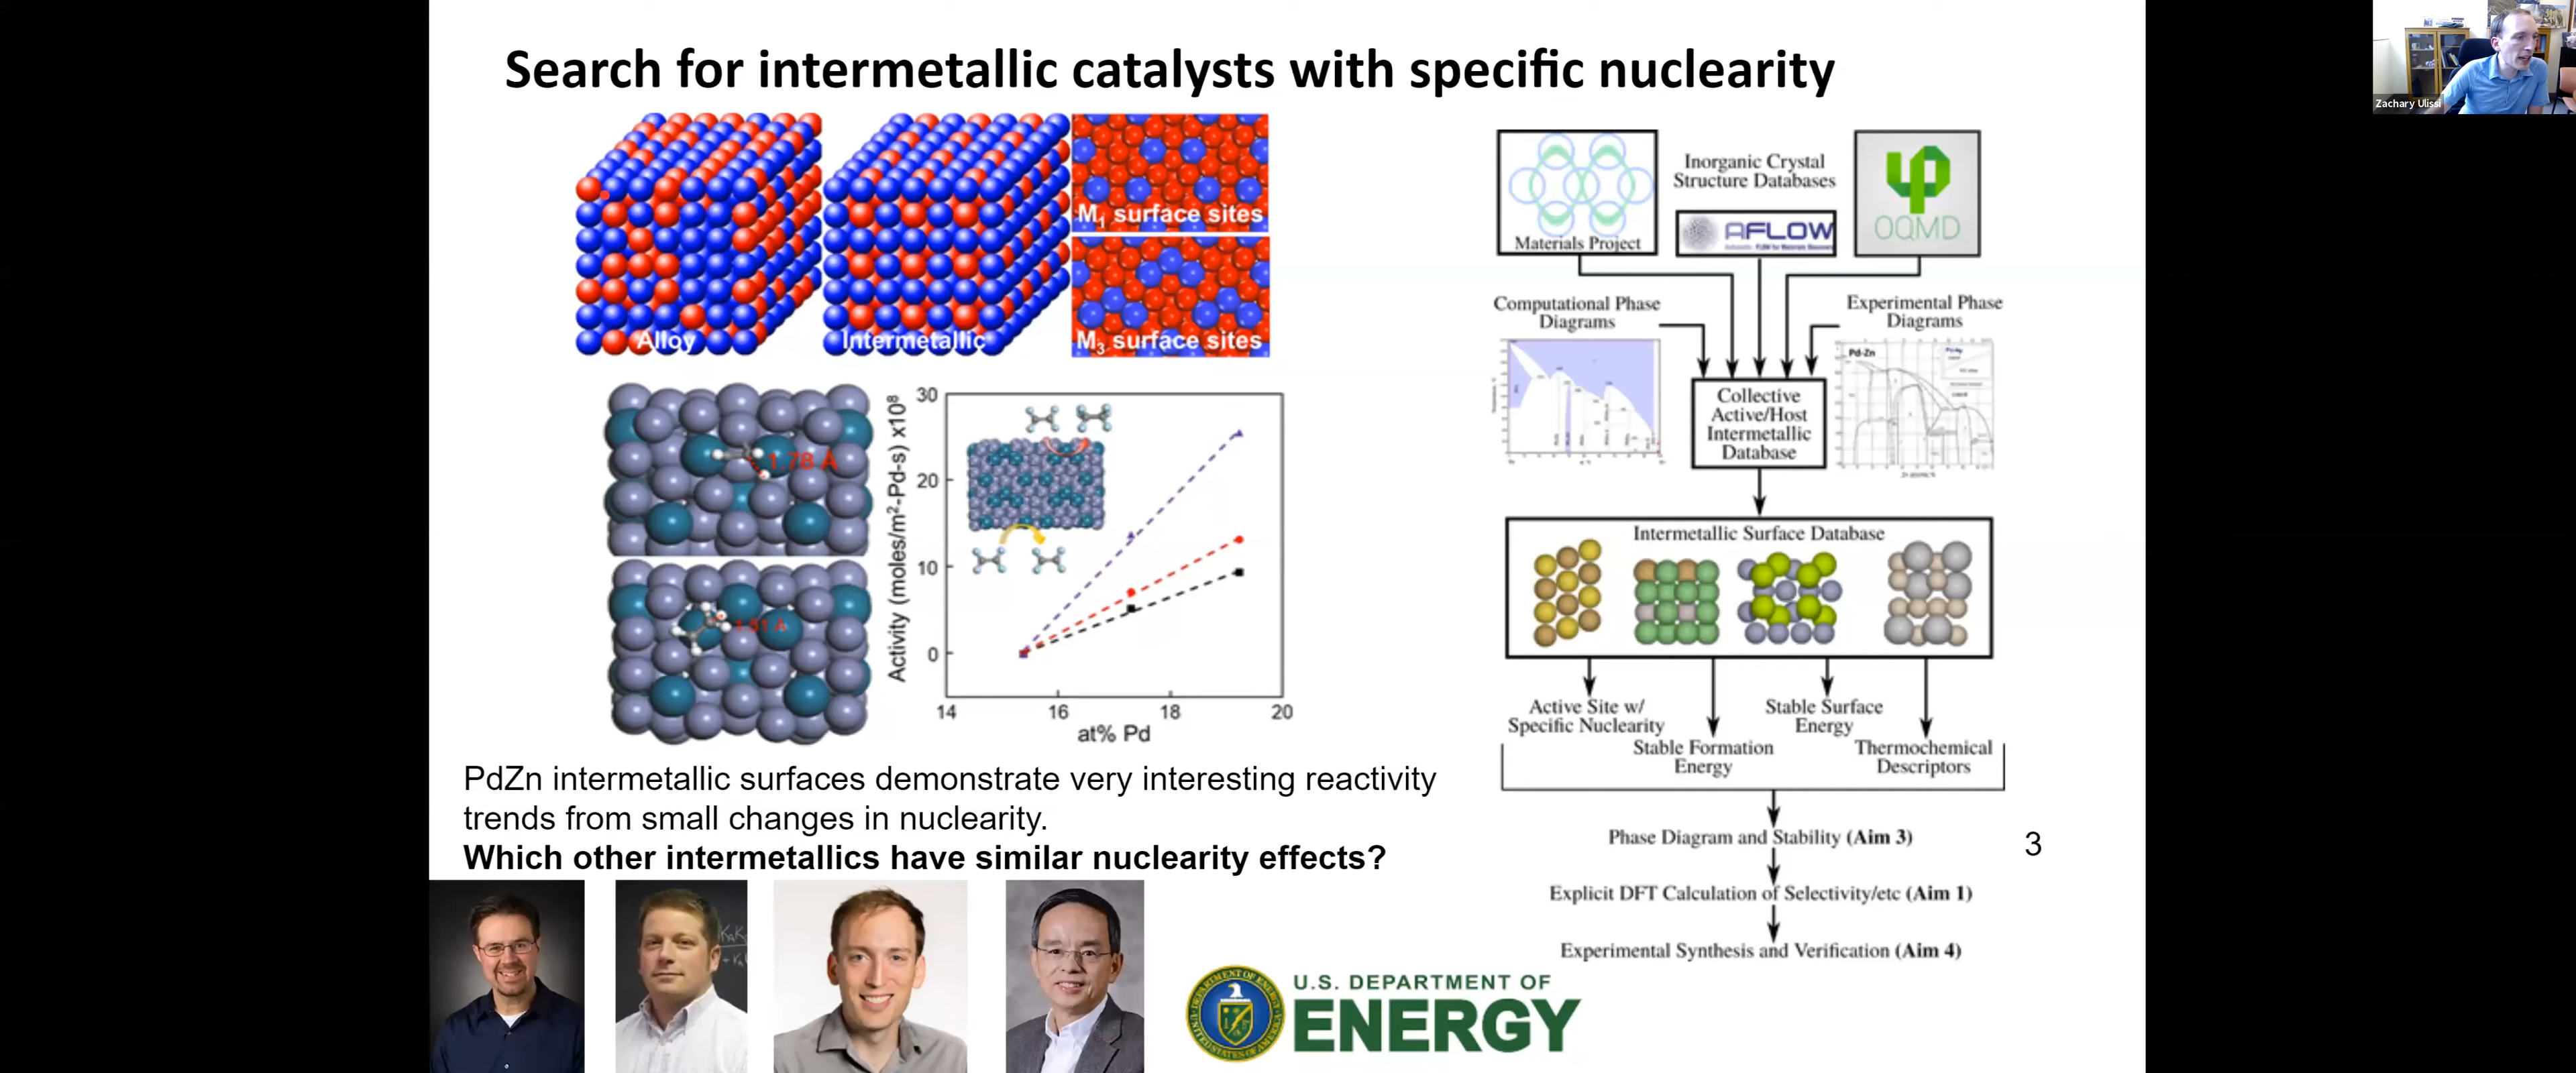 Search for intermetallic catalysts with specific nuclearity
Zachary Ulissi
Alloy
Intermetallic
M1 surface sites
M3 surface sites
1.78 Å
Activity (moles/m²-Pd-s) x10⁸
30
20
10
0
14
16
18
20
at% Pd
PdZn intermetallic surfaces demonstrate very interesting reactivity
trends from small changes in nuclearity.
Which other intermetallics have similar nuclearity effects?
U.S. DEPARTMENT OF
ENERGY
Materials Project
Inorganic Crystal
Structure Databases
AFLOW
OQMD
Computational Phase
Diagrams
Experimental Phase
Diagrams
Pd-Zn
Collective
Active/Host
Intermetallic
Database
Intermetallic Surface Database
Active Site w/
Specific Nuclearity
Stable Formation
Energy
Stable Surface
Energy
Thermochemical
Descriptors
Phase Diagram and Stability (Aim 3)
Explicit DFT Calculation of Selectivity/etc (Aim 1)
Experimental Synthesis and Verification (Aim 4)
3